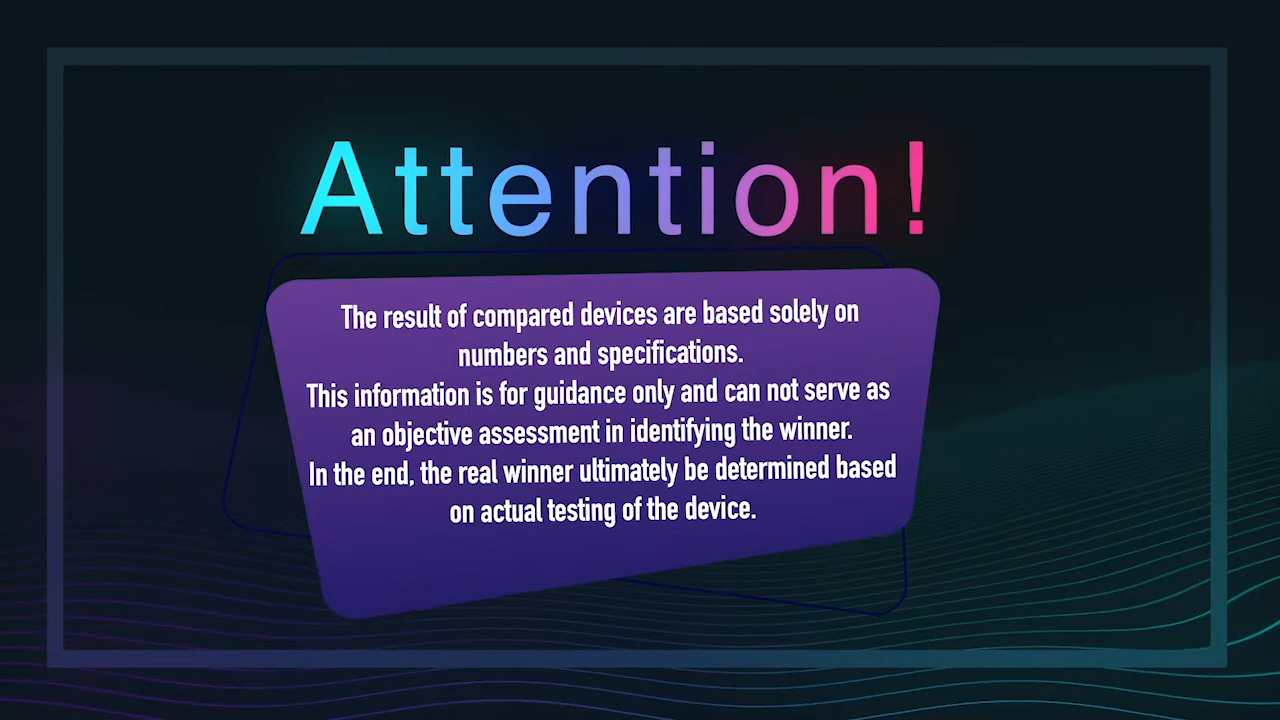 Attention!
The result of compared devices are based solely on
numbers and specifications.
This information is for guidance only and can not serve as
an objective assessment in identifying the winner.
In the end, the real winner ultimately be determined based
on actual testing of the device.